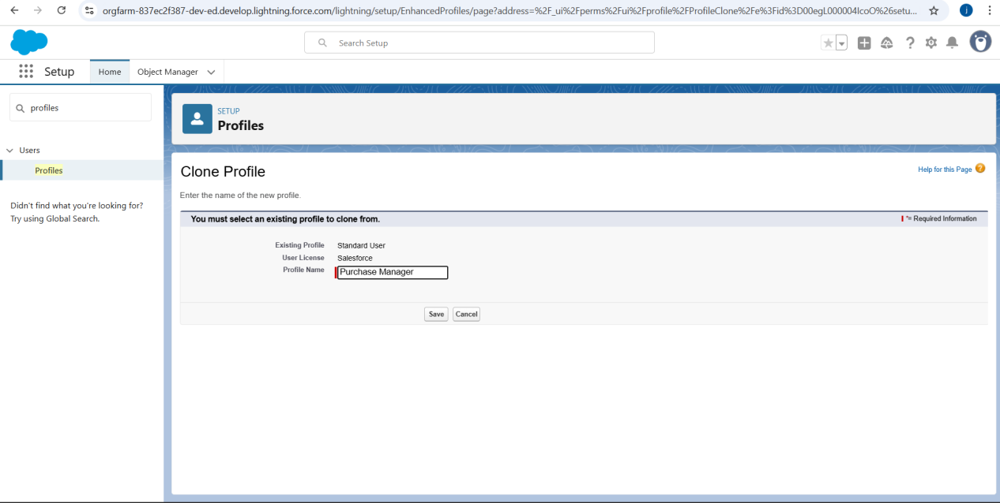 orgfarm-837ec2f387-dev-ed.develop.lightning.force.com/lightning/setup/EnhancedProfiles/page?address=%2F_ui%2Fperms%2Fui%2Fprofile%2FProfileClone%2Fe%3Fid%3D00egL000004IcoO%26setu...
j
Search Setup
Setup
Home
Object Manager
profiles
Users
Profiles
Didn't find what you're looking for?
Try using Global Search.
SETUP
Profiles
Clone Profile
Help for this Page ?
Enter the name of the new profile.
You must select an existing profile to clone from.
*= Required Information
Existing Profile Standard User
User License Salesforce
Profile Name Purchase Manager
Save Cancel